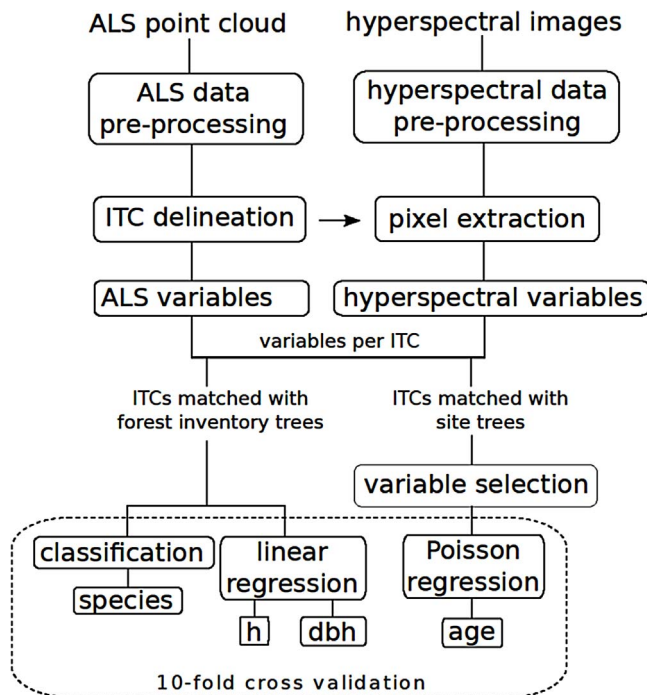 ALS point cloud
hyperspectral images
ALS data
pre-processing
hyperspectral data
pre-processing
ITC delineation
pixel extraction
ALS variables
hyperspectral variables
variables per ITC
ITCs matched with
forest inventory trees
ITCs matched with
site trees
variable selection
classification
species
linear
regression
h
dbh
Poisson
regression
age
10-fold cross validation